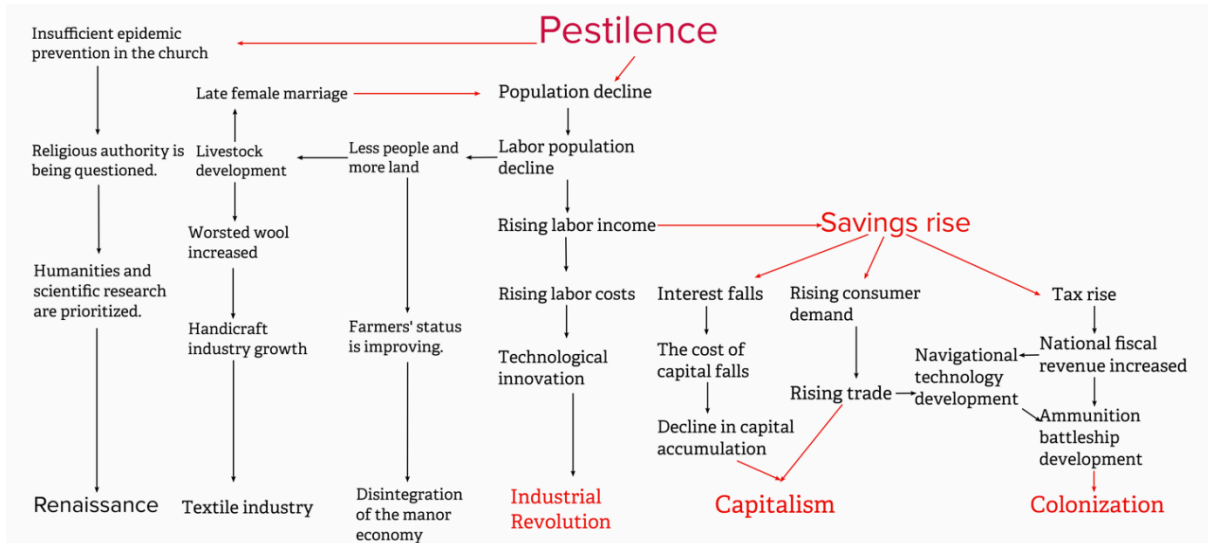 Pestilence
Insufficient epidemic
prevention in the church
Late female marriage
Population decline
Religious authority is
being questioned.
Livestock
development
Less people and
more land
Labor population
decline
Rising labor income
Savings rise
Worsted wool
increased
Humanities and
scientific research
are prioritized.
Rising labor costs
Interest falls
Rising consumer
demand
Tax rise
Handicraft
industry growth
Farmers' status
is improving.
Technological
innovation
The cost of
capital falls
Navigational
technology
development
National fiscal
revenue increased
Rising trade
Decline in capital
accumulation
Ammunition
battleship
development
Renaissance
Textile industry
Disintegration
of the manor
economy
Industrial
Revolution
Capitalism
Colonization